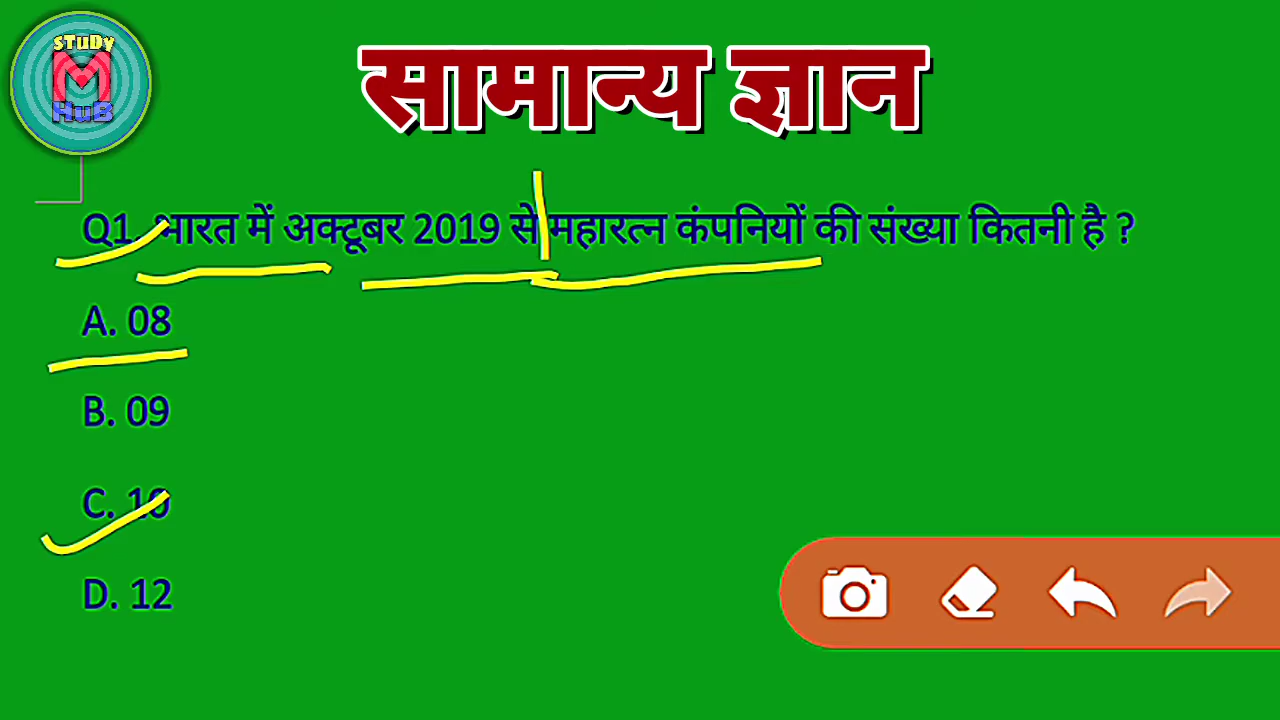 STUDY
M
HUB
सामान्य ज्ञान
Q1. भारत में अक्टूबर 2019 से महारत्न कंपनियों की संख्या कितनी है ?
A. 08
B. 09
C. 10
D. 12